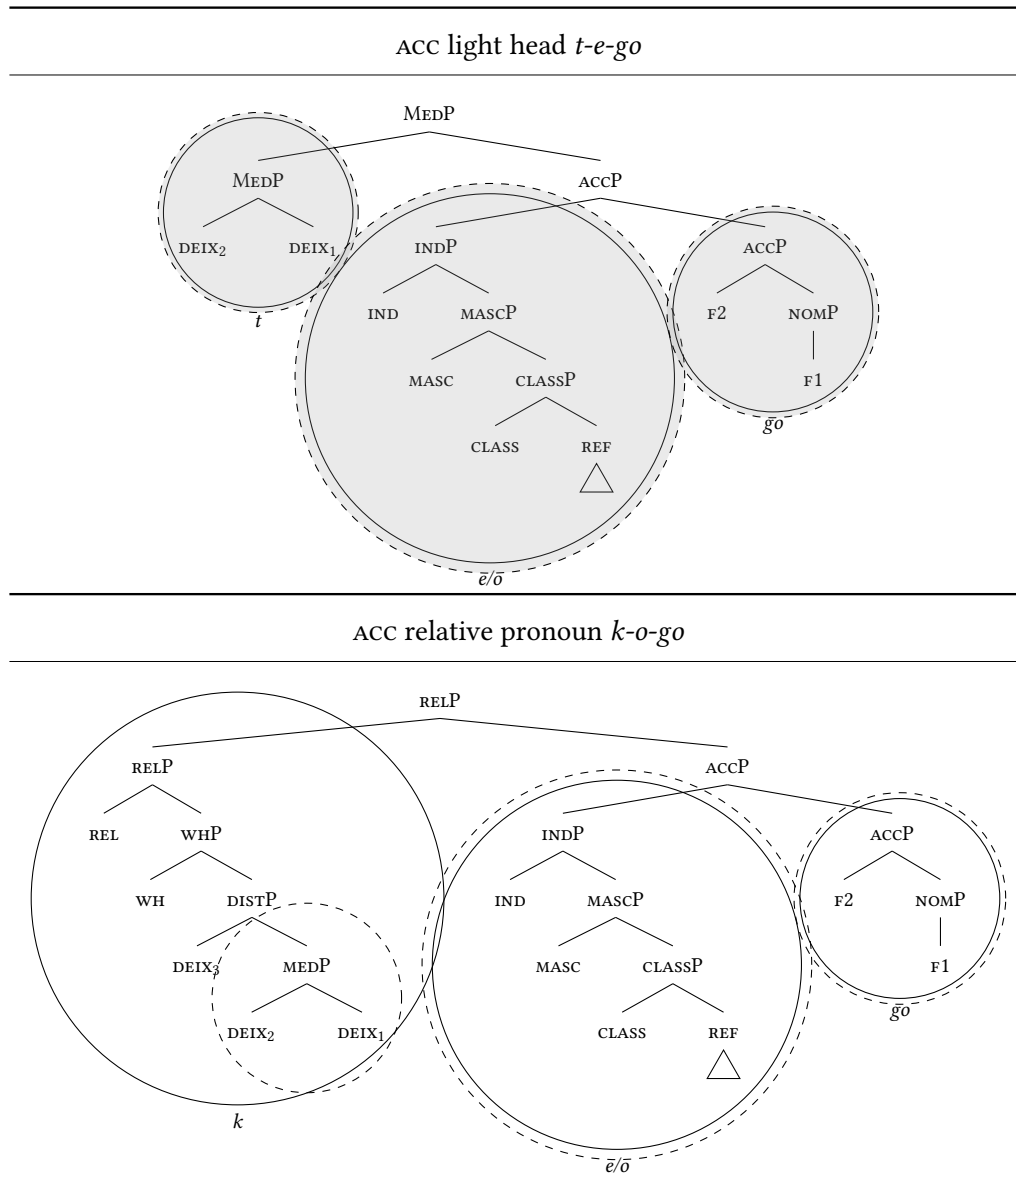 ACC light head t-e-go
MEDP
MEDP ACCP
DEIX2 DEIX1 INDP ACCP
IND MASCP F2 NOMP
t
MASC CLASSP F1
go
CLASS REF
e/o
ACC relative pronoun k-o-go
RELP
RELP ACCP
REL WHP INDP ACCP
WH DISTP IND MASCP F2 NOMP
DEIX3 MEDP MASC CLASSP F1
go
DEIX2 DEIX1 CLASS REF
k
e/o